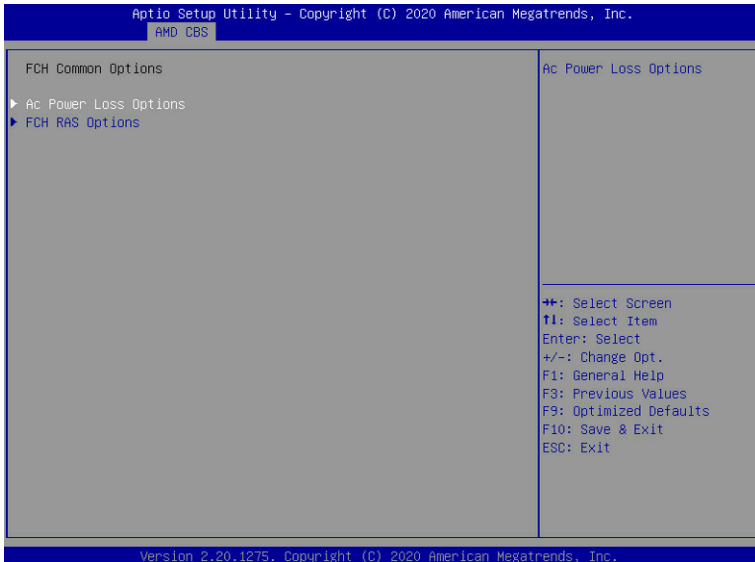 Aptio Setup Utility – Copyright (C) 2020 American Megatrends, Inc.
AMD CBS
FCH Common Options
Ac Power Loss Options
FCH RAS Options
Ac Power Loss Options
→←: Select Screen
↑↓: Select Item
Enter: Select
+/-: Change Opt.
F1: General Help
F3: Previous Values
F9: Optimized Defaults
F10: Save & Exit
ESC: Exit
Version 2.20.1275. Copyright (C) 2020 American Megatrends, Inc.